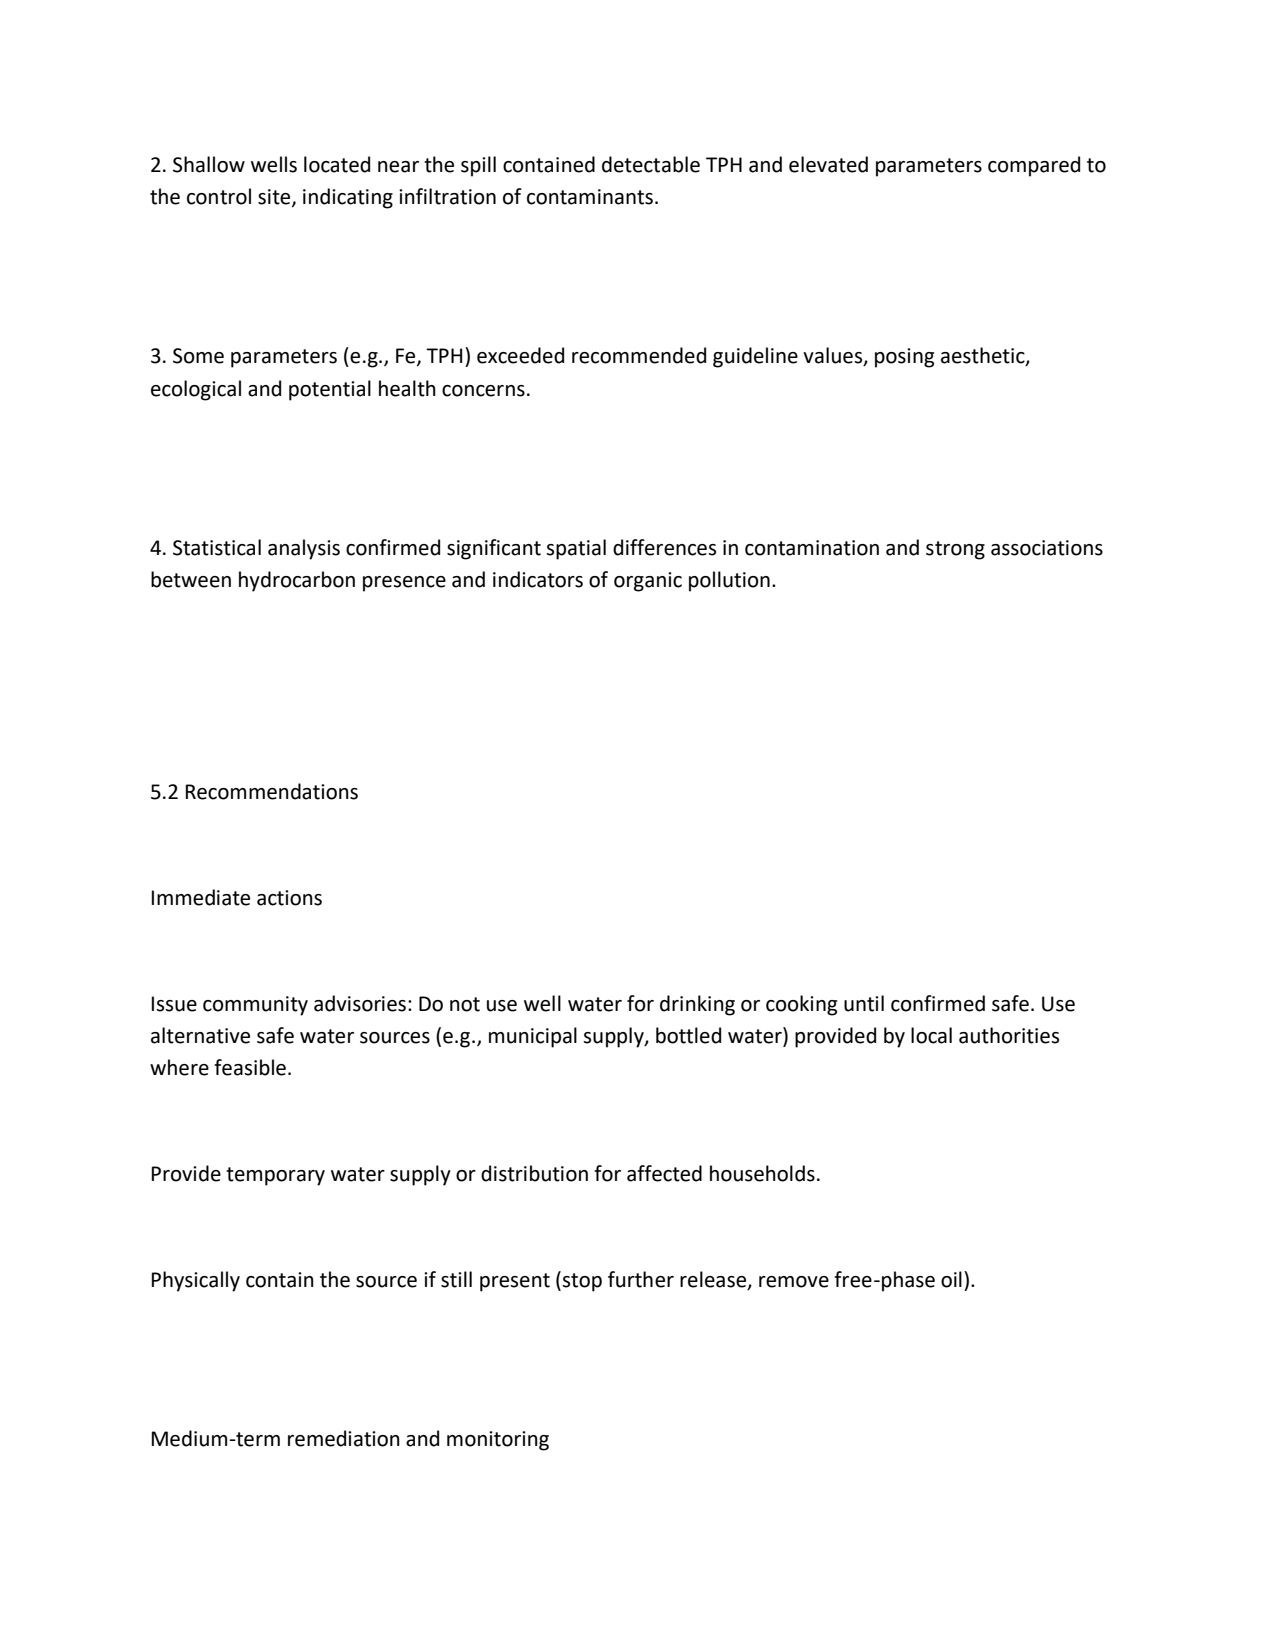 2. Shallow wells located near the spill contained detectable TPH and elevated parameters compared to
the control site, indicating infiltration of contaminants.
3. Some parameters (e.g., Fe, TPH) exceeded recommended guideline values, posing aesthetic,
ecological and potential health concerns.
4. Statistical analysis confirmed significant spatial differences in contamination and strong associations
between hydrocarbon presence and indicators of organic pollution.
5.2 Recommendations
Immediate actions
Issue community advisories: Do not use well water for drinking or cooking until confirmed safe. Use
alternative safe water sources (e.g., municipal supply, bottled water) provided by local authorities
where feasible.
Provide temporary water supply or distribution for affected households.
Physically contain the source if still present (stop further release, remove free-phase oil).
Medium-term remediation and monitoring